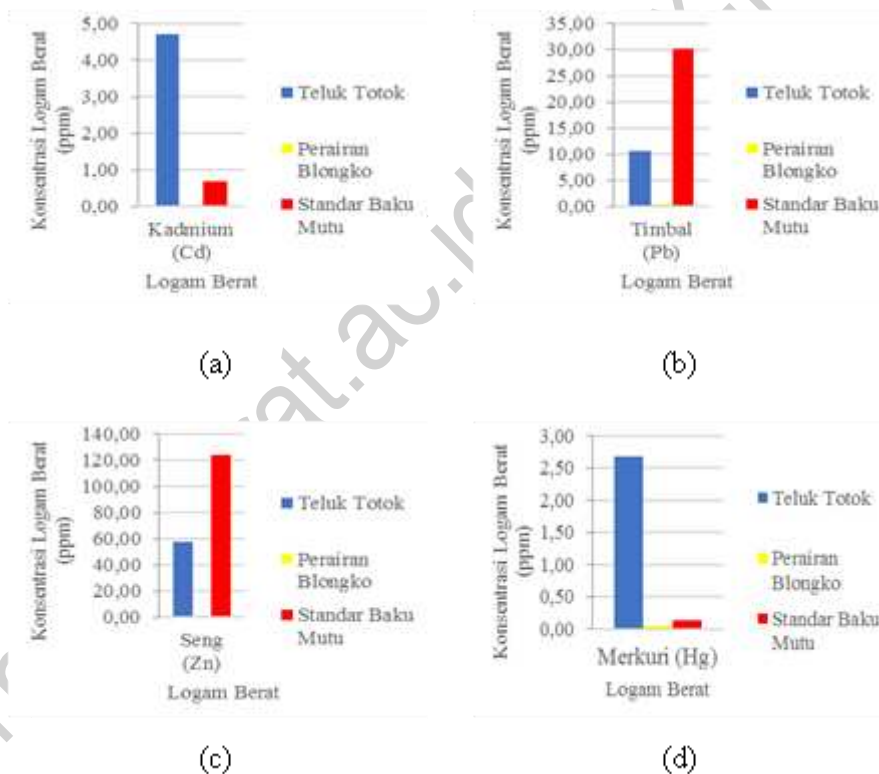 5,00
4,00
3,00
2,00
1,00
0,00
Konsentrasi Logam Berat
(ppm)
Kadmium
(Cd)
Logam Berat
Teluk Totok
Perairan
Blongko
Standar Baku
Mutu
(a)
35,00
30,00
25,00
20,00
15,00
10,00
5,00
0,00
Konsentrasi Logam Berat
(ppm)
Timbal
(Pb)
Logam Berat
Teluk Totok
Perairan
Blongko
Standar Baku
Mutu
(b)
140,00
120,00
100,00
80,00
60,00
40,00
20,00
0,00
Konsentrasi Logam Berat
(ppm)
Seng
(Zn)
Logam Berat
Teluk Totok
Perairan
Blongko
Standar Baku
Mutu
(c)
3,00
2,50
2,00
1,50
1,00
0,50
0,00
Konsentrasi Logam Berat
(ppm)
Merkuri (Hg)
Logam Berat
Teluk Totok
Perairan
Blongko
Standar Baku
Mutu
(d)